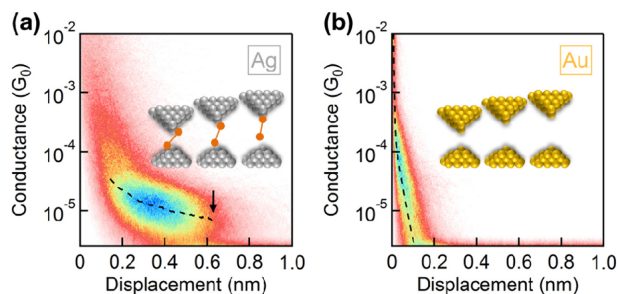 (a)
Conductance (G₀)
10⁻²
10⁻³
10⁻⁴
10⁻⁵
Ag
0
0.2
0.4
0.6
0.8
1.0
Displacement (nm)
(b)
Conductance (G₀)
10⁻²
10⁻³
10⁻⁴
10⁻⁵
Au
0
0.2
0.4
0.6
0.8
1.0
Displacement (nm)